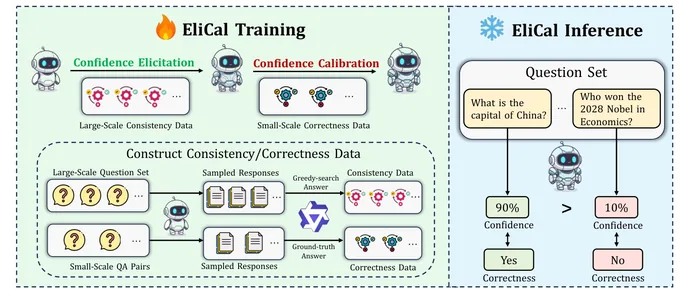 EliCal Training
Confidence Elicitation
Confidence Calibration
...
...
Large-Scale Consistency Data
Small-Scale Correctness Data
Construct Consistency/Correctness Data
Large-Scale Question Set
Sampled Responses
Greedy-search
Answer
Consistency Data
? ? ? ...
...
...
? ? ...
...
...
Small-Scale QA Pairs
Sampled Responses
Ground-truth
Answer
Correctness Data
EliCal Inference
Question Set
What is the
capital of China?
...
Who won the
2028 Nobel in
Economics?
90%
>
10%
Confidence
Confidence
Yes
No
Correctness
Correctness